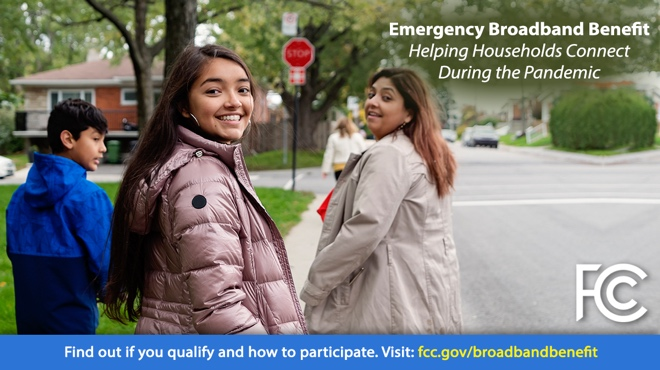 Emergency Broadband Benefit
Helping Households Connect
During the Pandemic
STOP
FCC
Find out if you qualify and how to participate. Visit: fcc.gov/broadbandbenefit